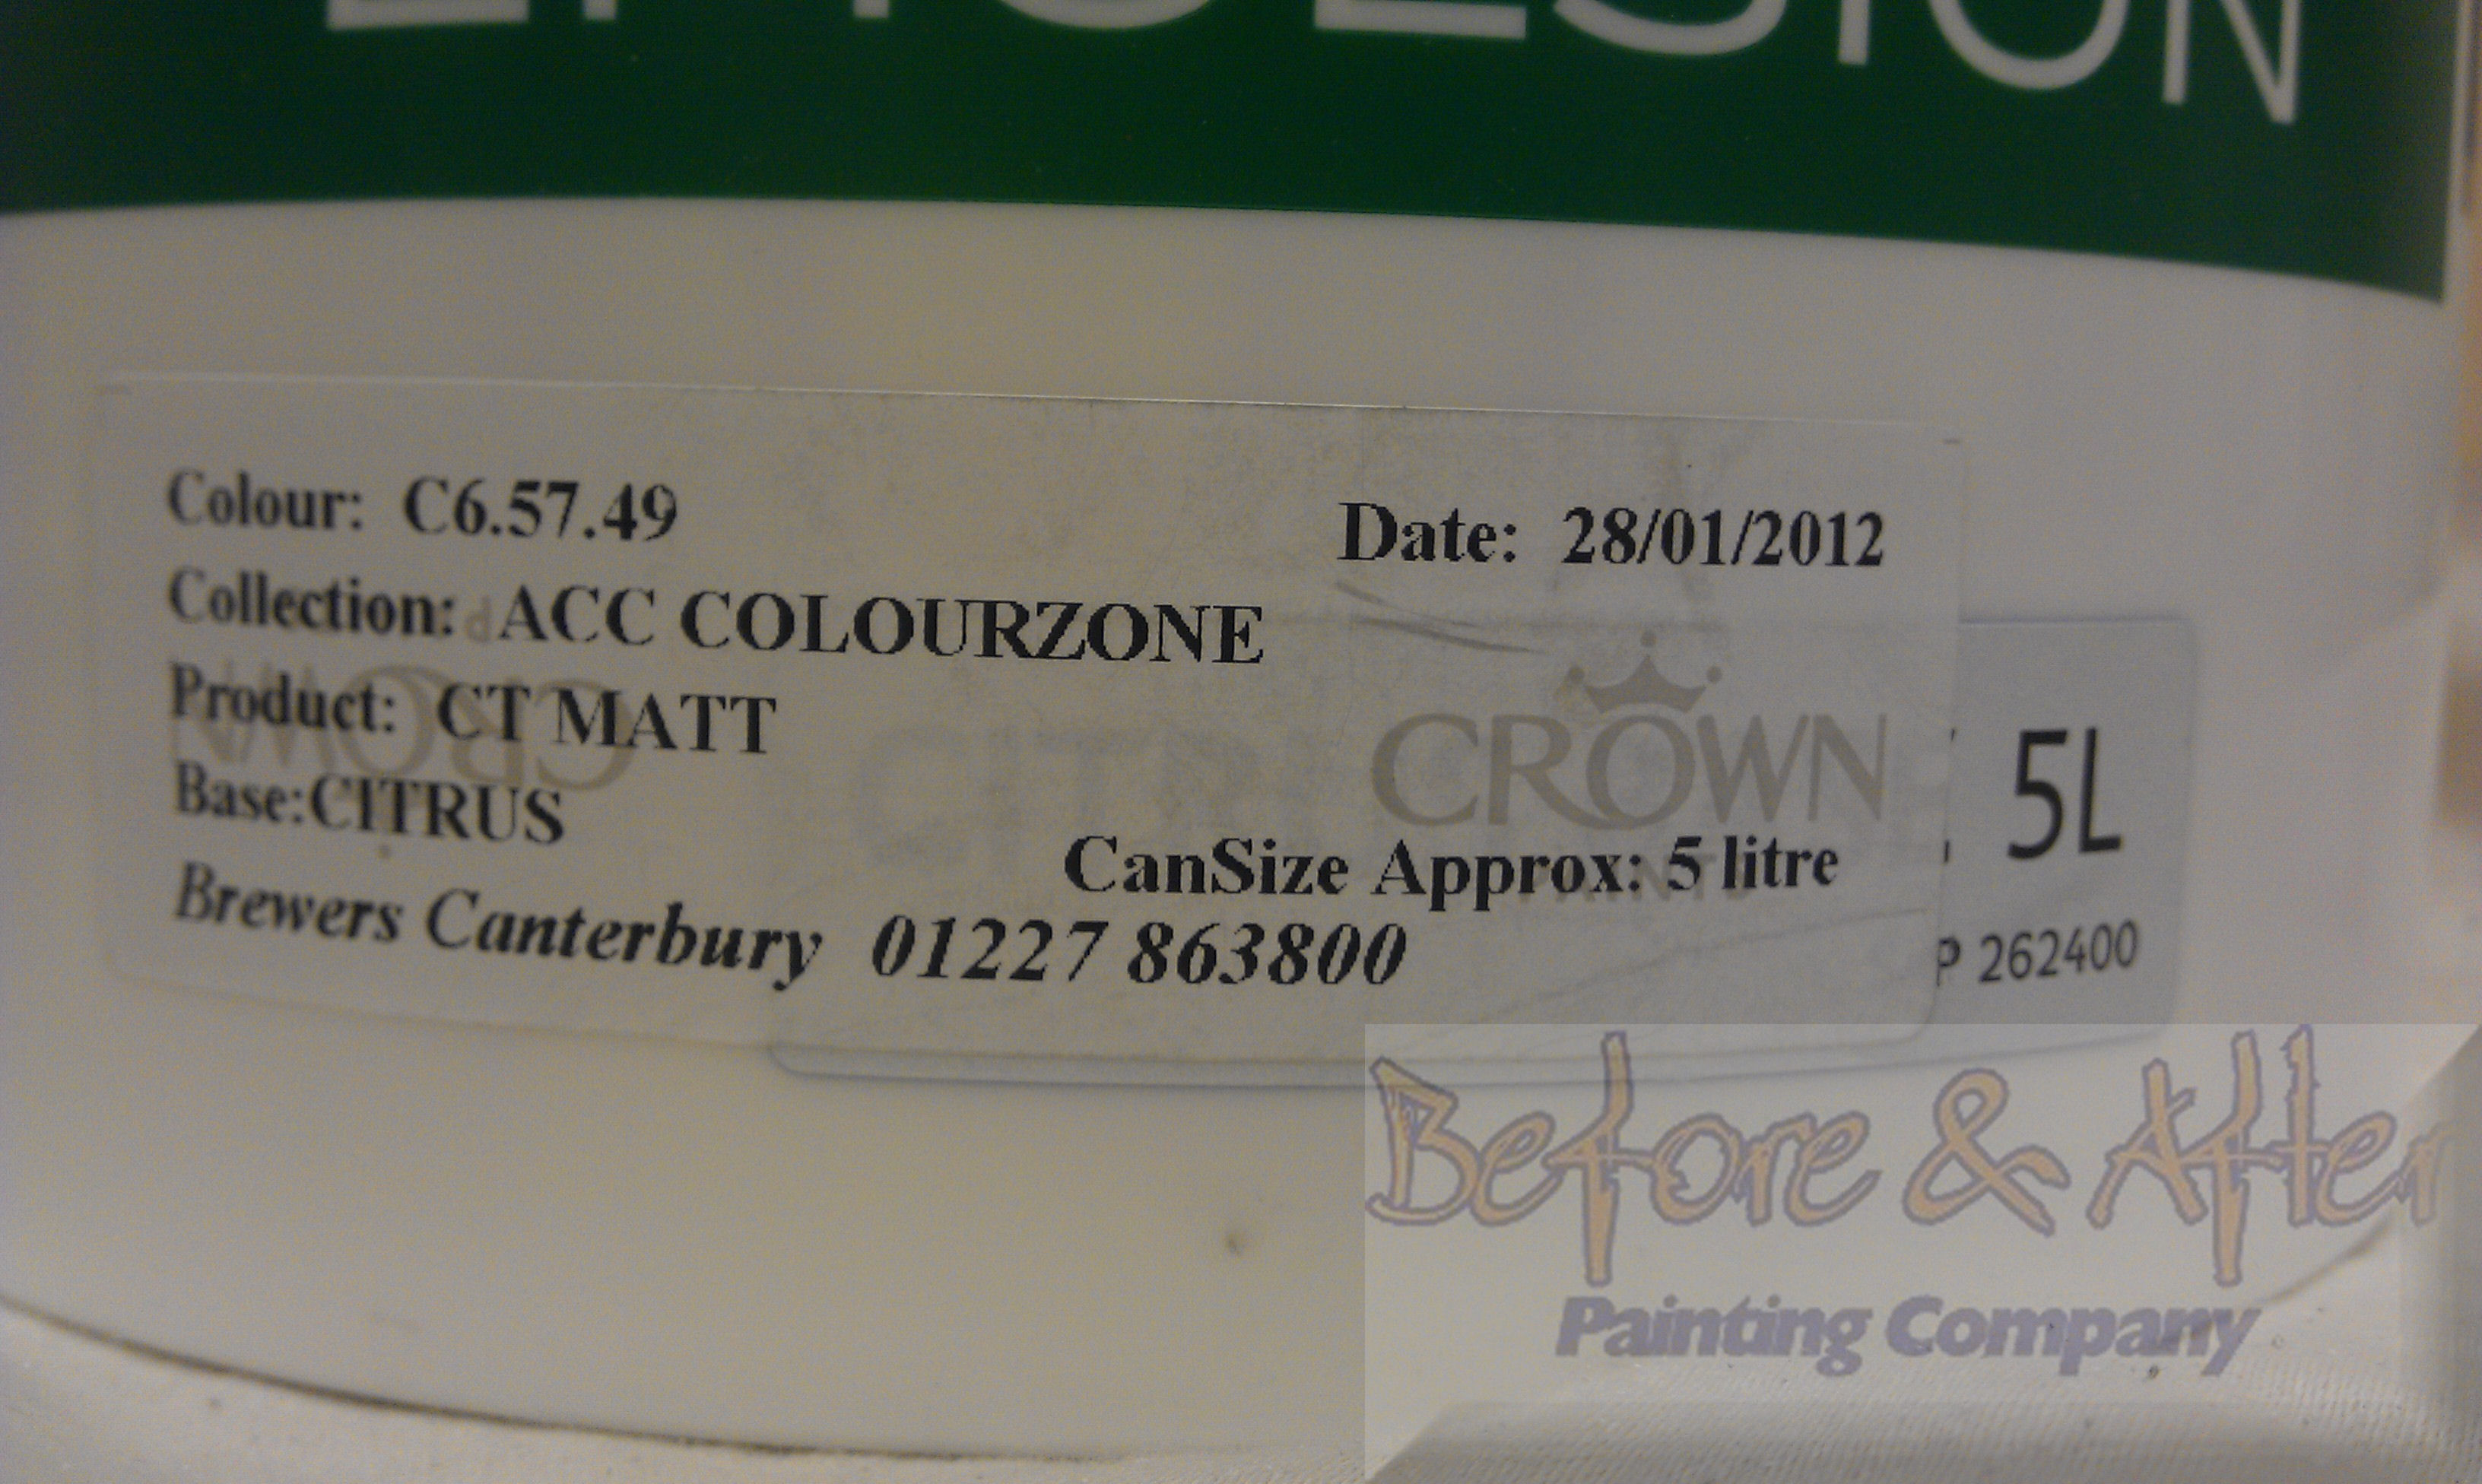 Colour: C6.57.49
Date: 28/01/2012
Collection: ACC COLOURZONE
Product: CT MATT
CROWN
Base:CITRUS
5L
CanSize Approx: 5 litre
Brewers Canterbury 01227 863800
P 262400
Before & After
Painting Company